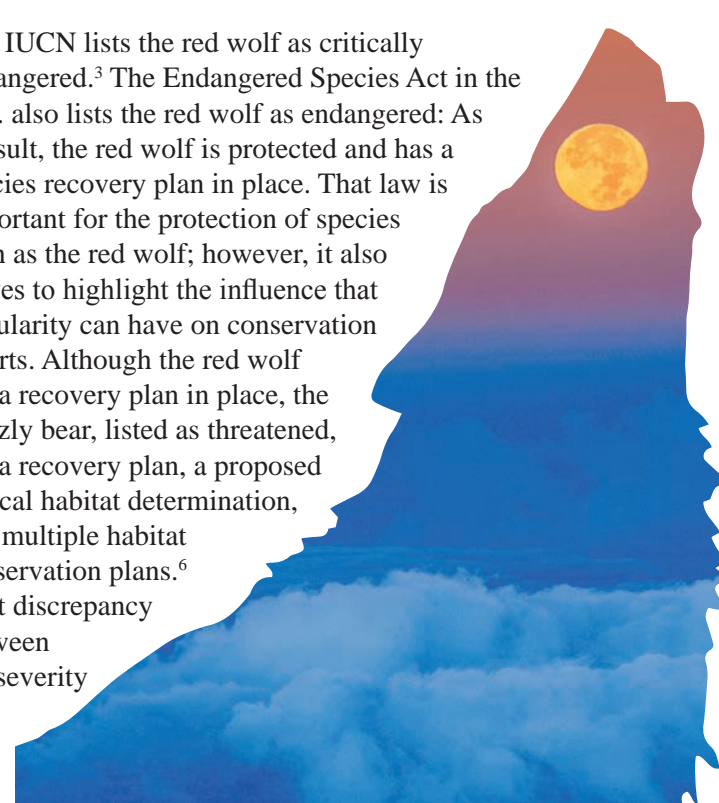 IUCN lists the red wolf as critically
angered.³ The Endangered Species Act in the
. also lists the red wolf as endangered: As
sult, the red wolf is protected and has a
cies recovery plan in place. That law is
ortant for the protection of species
h as the red wolf; however, it also
es to highlight the influence that
ularity can have on conservation
rts. Although the red wolf
a recovery plan in place, the
zly bear, listed as threatened,
a recovery plan, a proposed
cal habitat determination,
multiple habitat
servation plans.⁶
t discrepancy
ween
severity